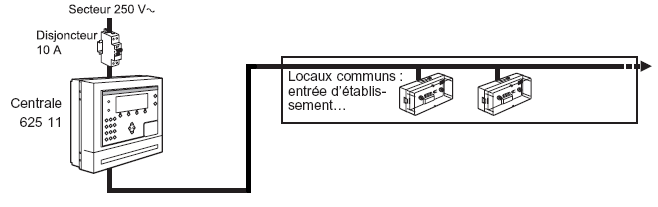 Secteur 250 V~
Disjoncteur
10 A
Centrale
625 11
Locaux communs :
entrée d'établis-
sement...